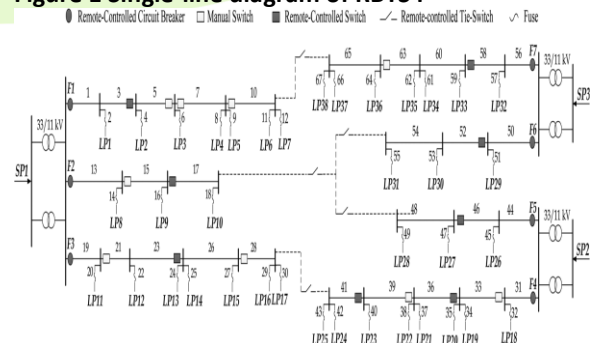 Figure 1 Single-line diagram of RBTS4
Remote-Controlled Circuit Breaker Manual Switch Remote-Controlled Switch Remote-controlled Tie-Switch Fuse
F1 1 3 5 7 10
2 4 6 8 9 11 12
LP1 LP2 LP3 LP4 LP5 LP6 LP7
33/11 kV
SP1
F2 13 15 17
14 16 18
LP8 LP9 LP10
F3 19 21 23 26 28
20 22 24 25 27 29 30
LP11 LP12 LP13 LP14 LP15 LP16 LP17
65 63 60 58 56 F7
67 66 64 62 61 59 57
LP38 LP37 LP36 LP35 LP34 LP33 LP32
33/11 kV
SP3
54 52 50 F6
55 53 51
LP31 LP30 LP29
48 46 44 F5
49 47 45
LP28 LP27 LP26
33/11 kV
SP2
41 39 36 33 31 F4
43 42 40 38 37 35 34 32
LP25 LP24 LP23 LP22 LP21 LP20 LP19 LP18